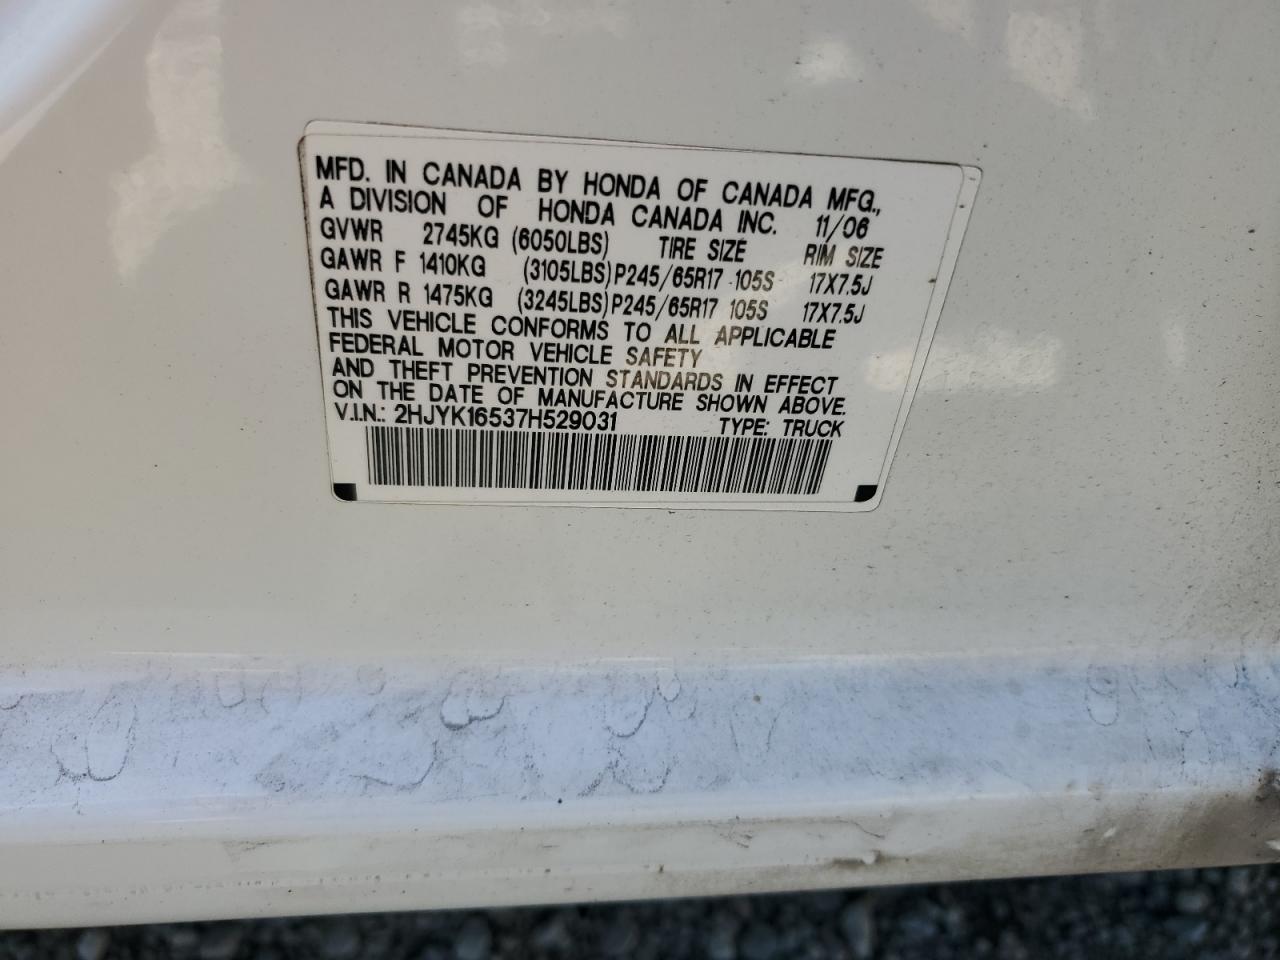 MFD. IN CANADA BY HONDA OF CANADA MFG.,
A DIVISION OF HONDA CANADA INC. 11/06
GVWR 2745KG (6050LBS) TIRE SIZE RIM SIZE
GAWR F 1410KG (3105LBS) P245/65R17 105S 17X7.5J
GAWR R 1475KG (3245LBS) P245/65R17 105S 17X7.5J
THIS VEHICLE CONFORMS TO ALL APPLICABLE
FEDERAL MOTOR VEHICLE SAFETY
AND THEFT PREVENTION STANDARDS IN EFFECT
ON THE DATE OF MANUFACTURE SHOWN ABOVE.
V.I.N.: 2HJYK16537H529031 TYPE: TRUCK